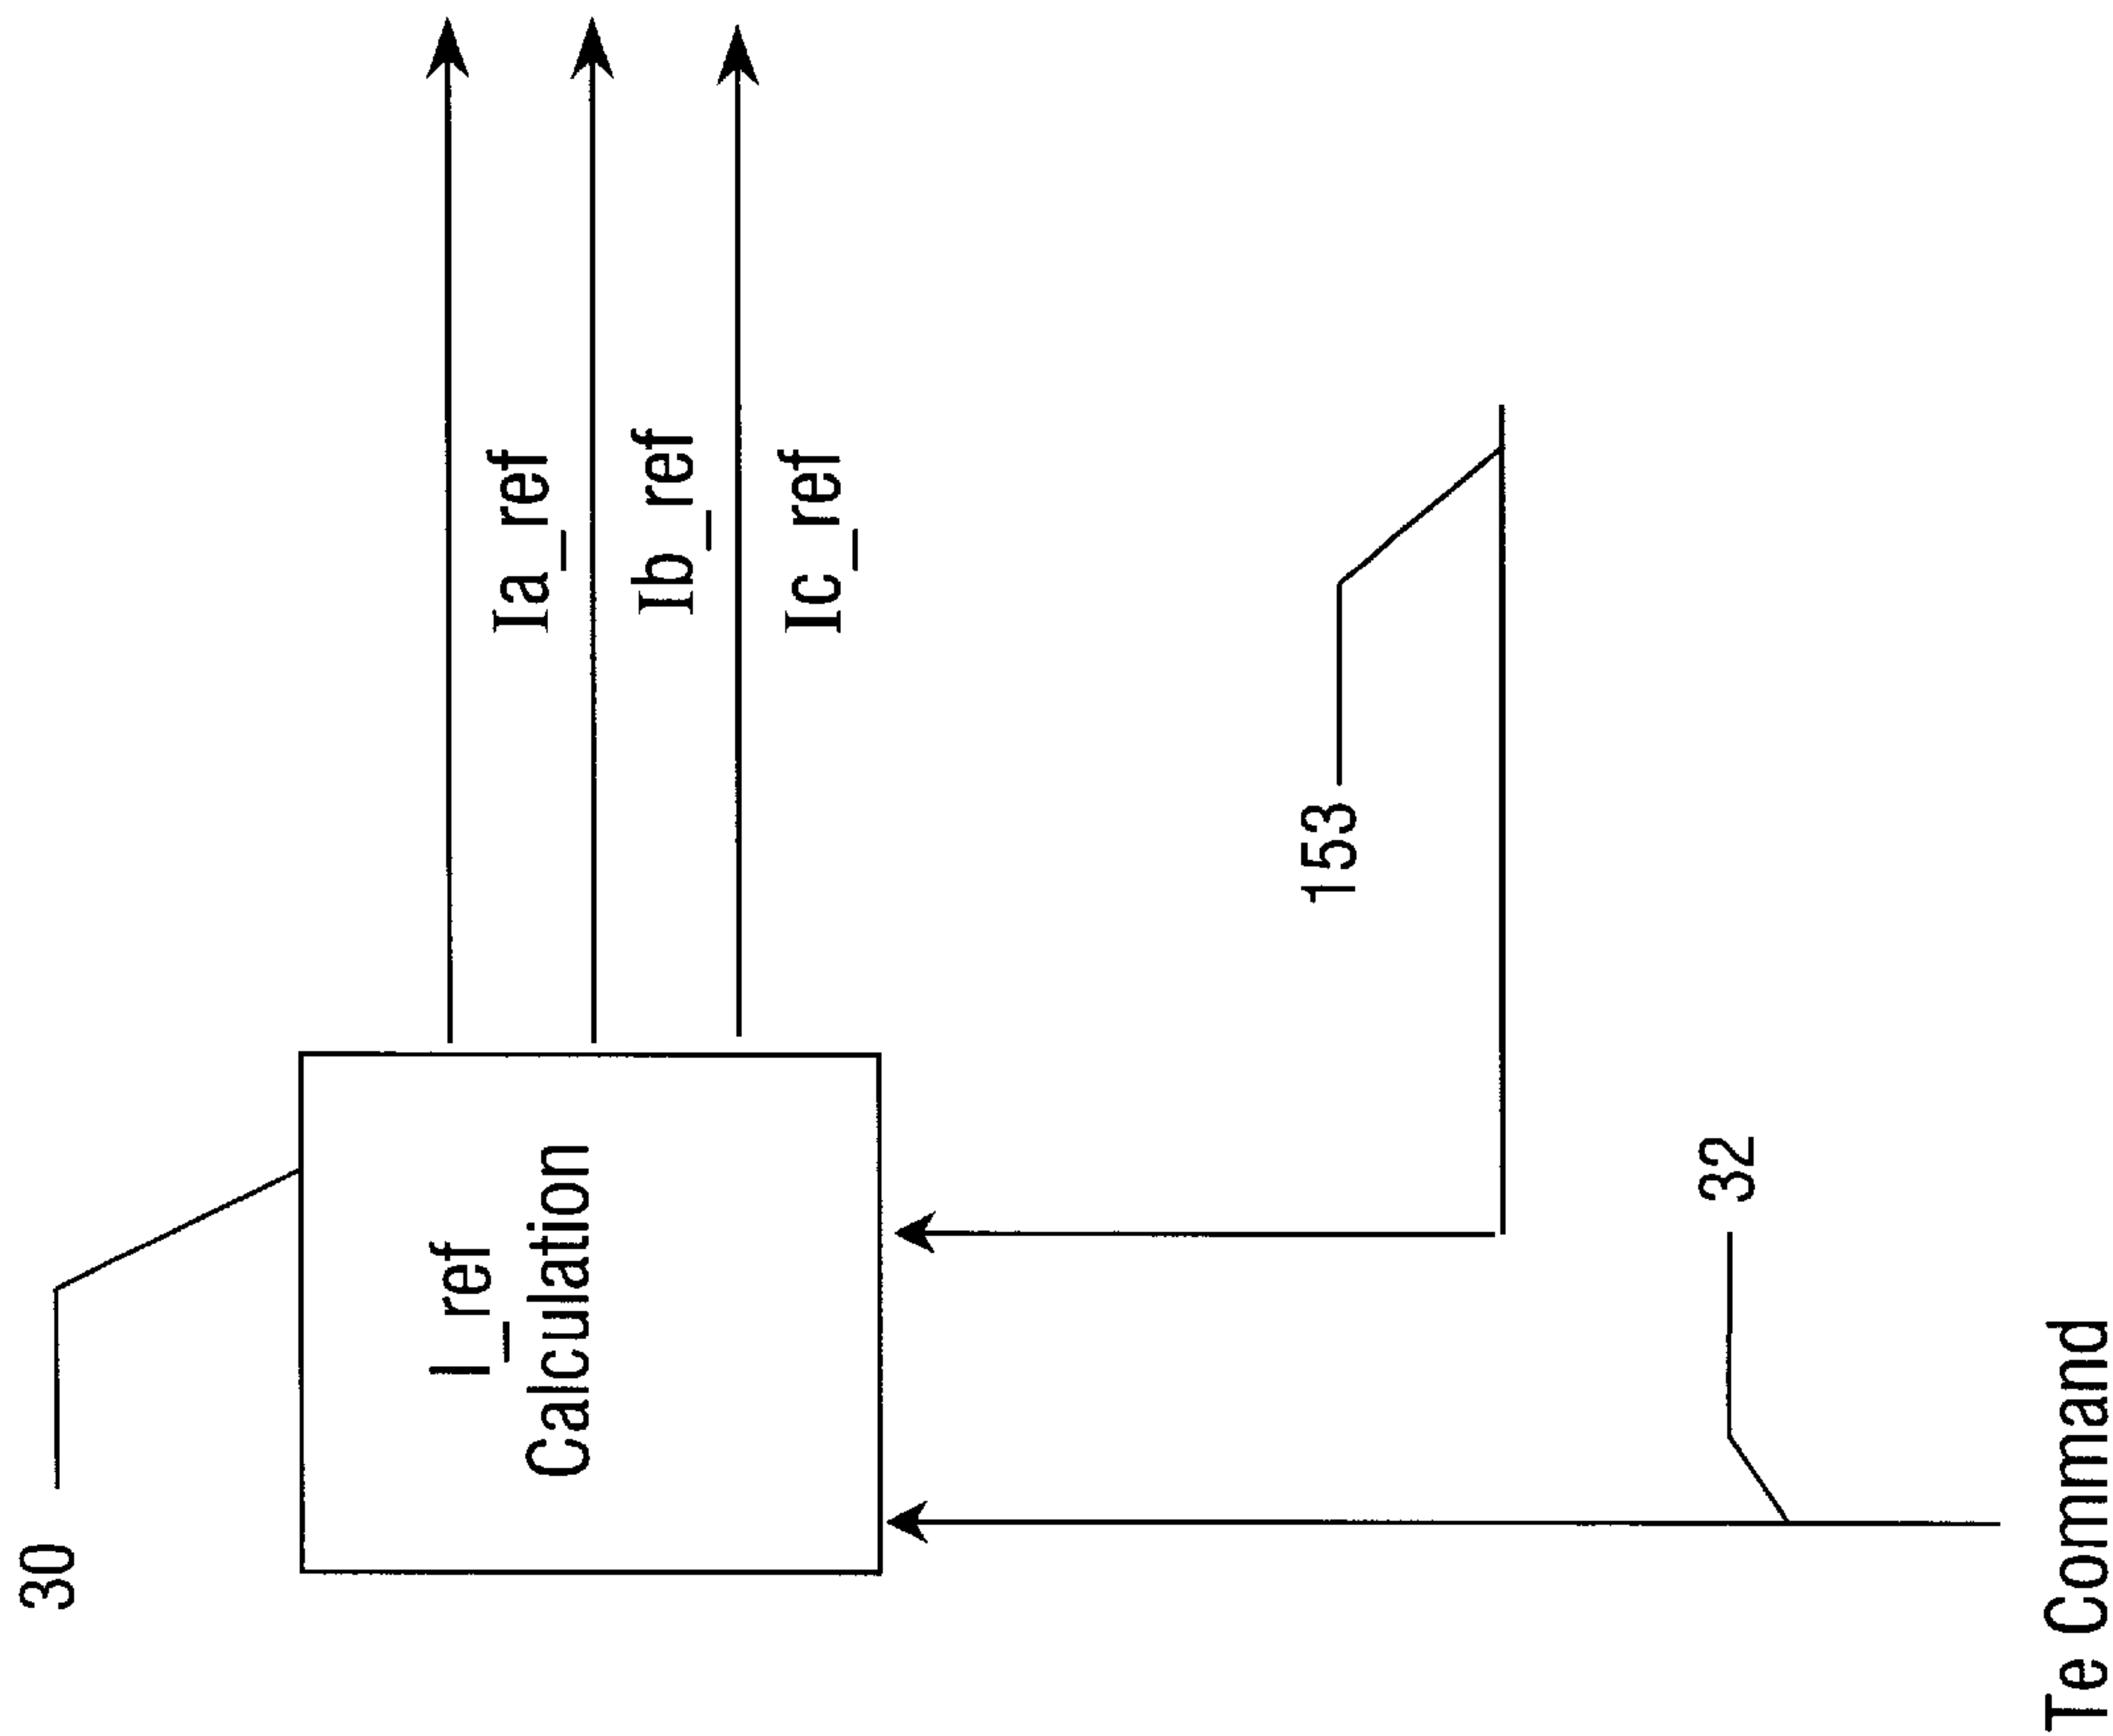 30
I_ref
Calculation
Ia_ref
Ib_ref
Ic_ref
153
32
Te Command